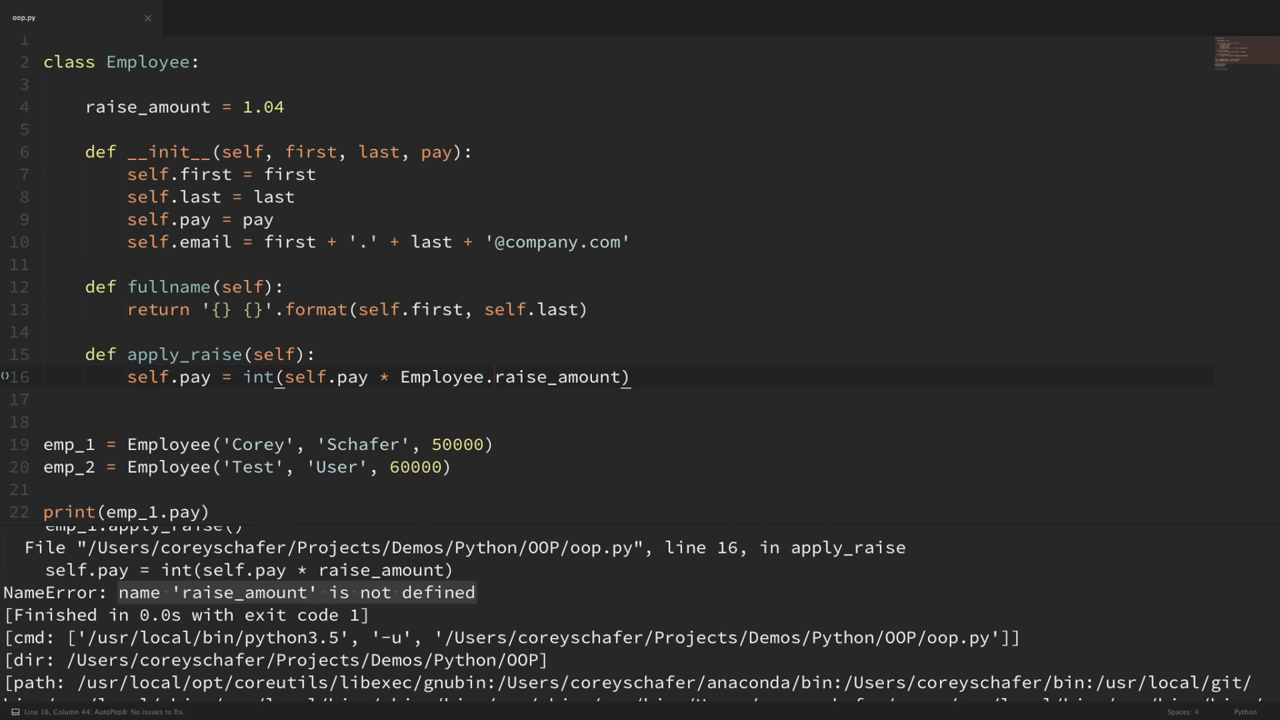 oop.py ×
1
2 class Employee:
3
4     raise_amount = 1.04
5
6     def __init__(self, first, last, pay):
7         self.first = first
8         self.last = last
9         self.pay = pay
10         self.email = first + '.' + last + '@company.com'
11
12     def fullname(self):
13         return '{} {}'.format(self.first, self.last)
14
15     def apply_raise(self):
()16         self.pay = int(self.pay * Employee.raise_amount)
17
18
19 emp_1 = Employee('Corey', 'Schafer', 50000)
20 emp_2 = Employee('Test', 'User', 60000)
21
22 print(emp_1.pay)
    emp_1.apply_raise()
  File "/Users/coreyschafer/Projects/Demos/Python/OOP/oop.py", line 16, in apply_raise
    self.pay = int(self.pay * raise_amount)
NameError: name 'raise_amount' is not defined
[Finished in 0.0s with exit code 1]
[cmd: ['/usr/local/bin/python3.5', '-u', '/Users/coreyschafer/Projects/Demos/Python/OOP/oop.py']]
[dir: /Users/coreyschafer/Projects/Demos/Python/OOP]
[path: /usr/local/opt/coreutils/libexec/gnubin:/Users/coreyschafer/anaconda/bin:/Users/coreyschafer/bin:/usr/local/git/
Line 16, Column 44; AutoPep8: No issues to fix. Spaces: 4 Python